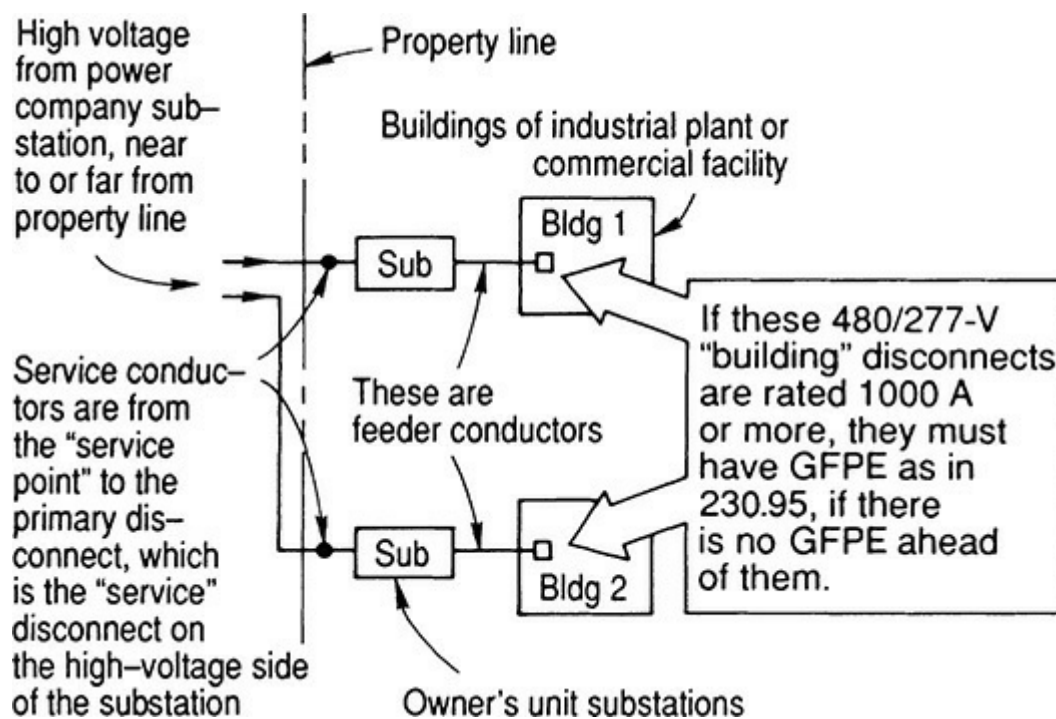 High voltage
from power
company sub–
station, near
to or far from
property line
Property line
Buildings of industrial plant or
commercial facility
Bldg 1
Sub
If these 480/277-V
“building” disconnects
are rated 1000 A
or more, they must
have GFPE as in
230.95, if there
is no GFPE ahead
of them.
Service conduc–
tors are from
the “service
point” to the
primary dis–
connect, which
is the “service”
disconnect on
the high–voltage side
of the substation
These are
feeder conductors
Sub
Bldg 2
Owner’s unit substations